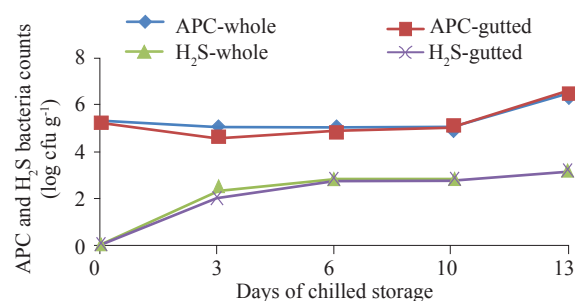 APC-whole
APC-gutted
H₂S-whole
H₂S-gutted
APC and H₂S bacteria counts
(log cfu g⁻¹)
8
6
4
2
0
0
3
6
10
13
Days of chilled storage